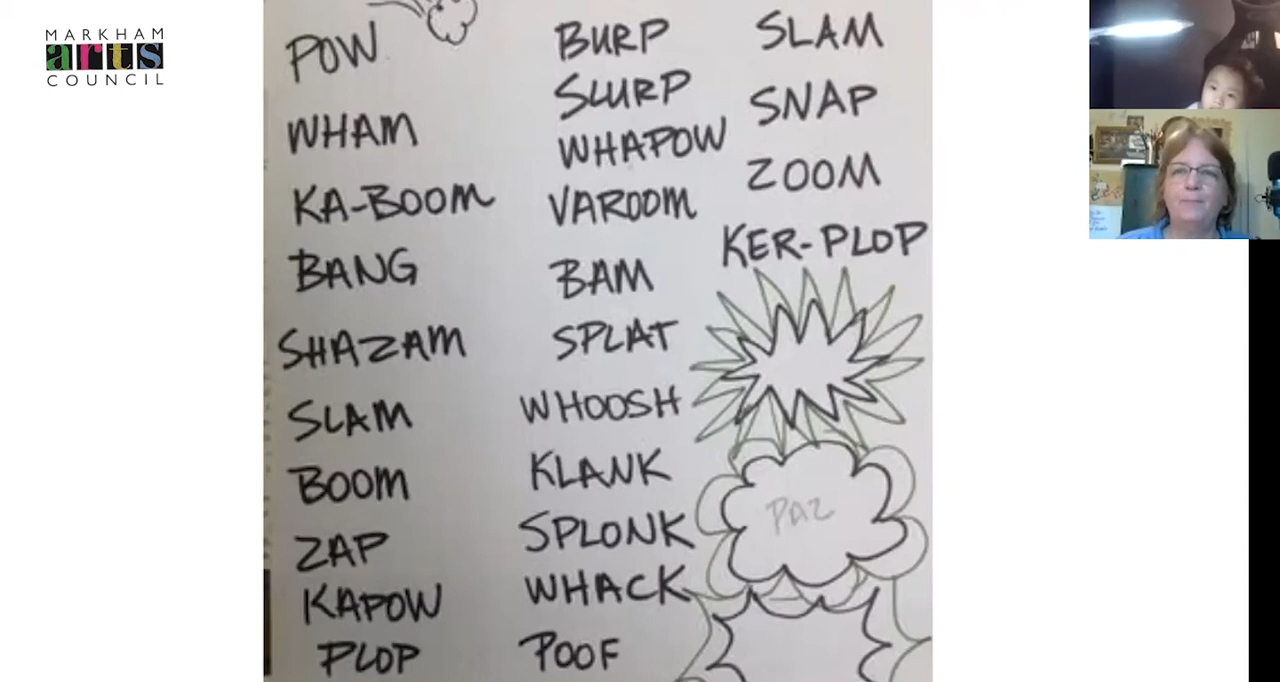 MARKHAM
arts
COUNCIL
POW
WHAM
KA-BOOM
BANG
SHAZAM
SLAM
BOOM
ZAP
KAPOW
PLOP
BURP
SLURP
WHAPOW
VAROOM
BAM
SPLAT
WHOOSH
KLANK
SPLONK
WHACK
POOF
SLAM
SNAP
ZOOM
KER-PLOP
PAZ